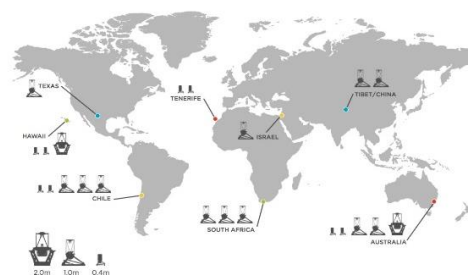 TEXAS
TIBET/CHINA
TENERIFE
HAWAII
ISRAEL
CHILE
SOUTH AFRICA
AUSTRALIA
2.0m 1.0m 0.4m